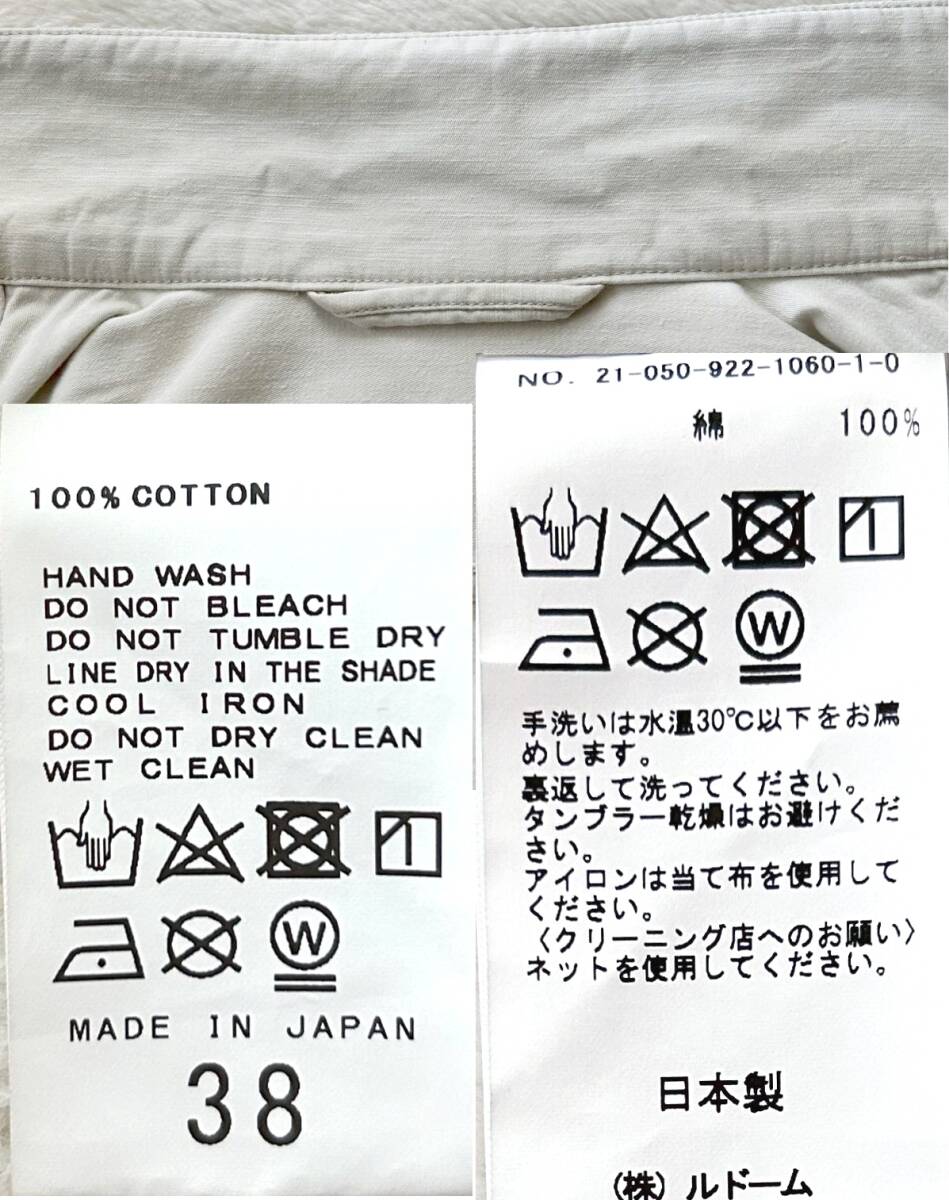 100% COTTON
HAND WASH
DO NOT BLEACH
DO NOT TUMBLE DRY
LINE DRY IN THE SHADE
COOL IRON
DO NOT DRY CLEAN
WET CLEAN
W
MADE IN JAPAN
38
NO. 21-050-922-1060-1-0
綿 100%
W
手洗いは水温30℃以下をお薦
めします。
裏返して洗ってください。
タンブラー乾燥はお避けくだ
さい。
アイロンは当て布を使用して
ください。
〈クリーニング店へのお願い〉
ネットを使用してください。
日本製
(株) ルドーム